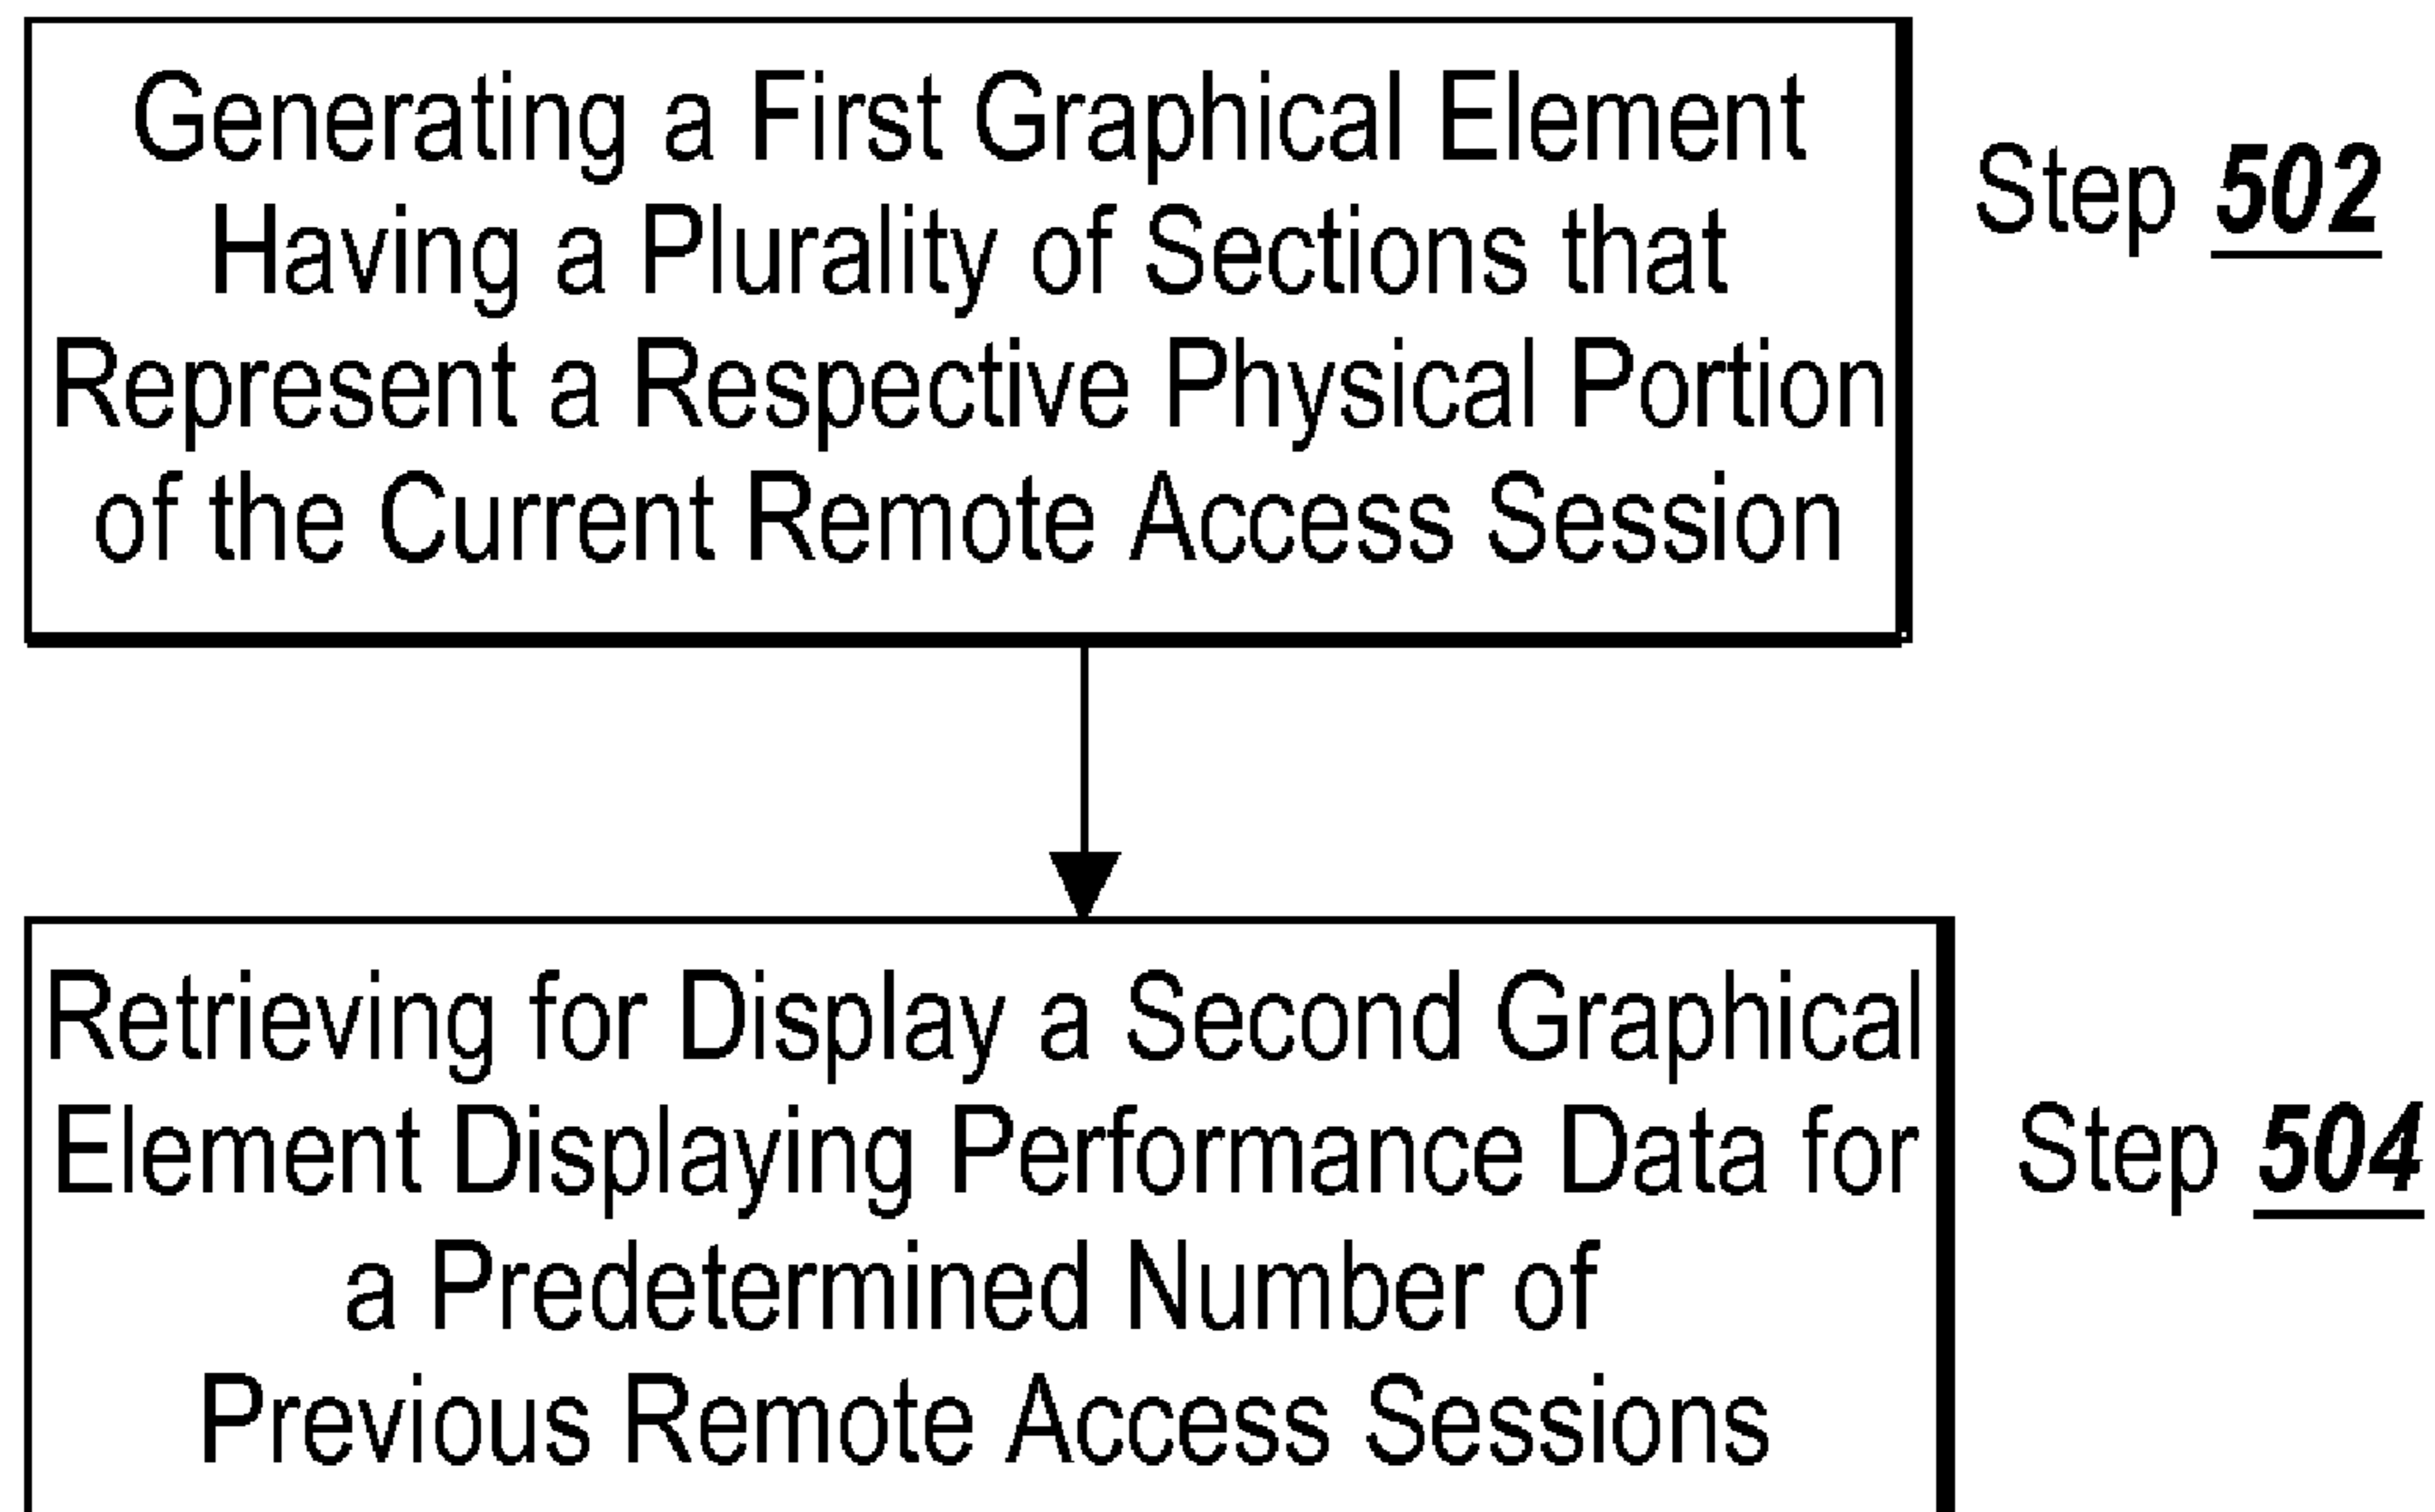 Generating a First Graphical Element
Having a Plurality of Sections that
Represent a Respective Physical Portion
of the Current Remote Access Session
Step 502
Retrieving for Display a Second Graphical
Element Displaying Performance Data for
a Predetermined Number of
Previous Remote Access Sessions
Step 504